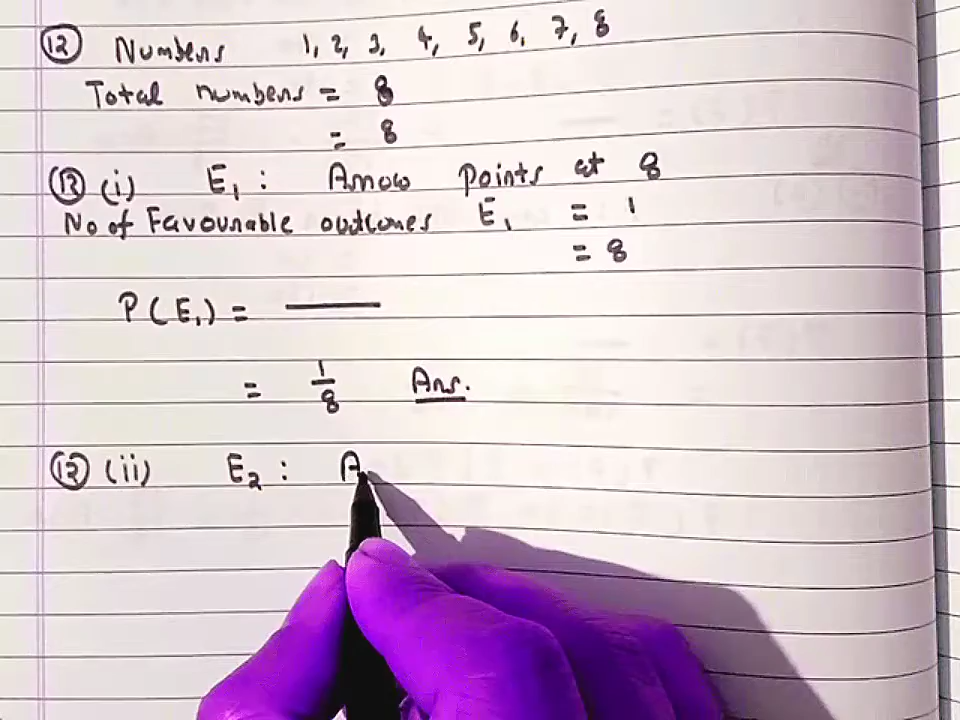 12 Numbers 1, 2, 3, 4, 5, 6, 7, 8
Total numbers = 8
= 8
12 (i) E₁ : Arrow Points at 8
No of Favourable outcomes E₁ = 1
= 8
P(E₁) = ———
= 1/8 Ans.
12 (ii) E₂ : A